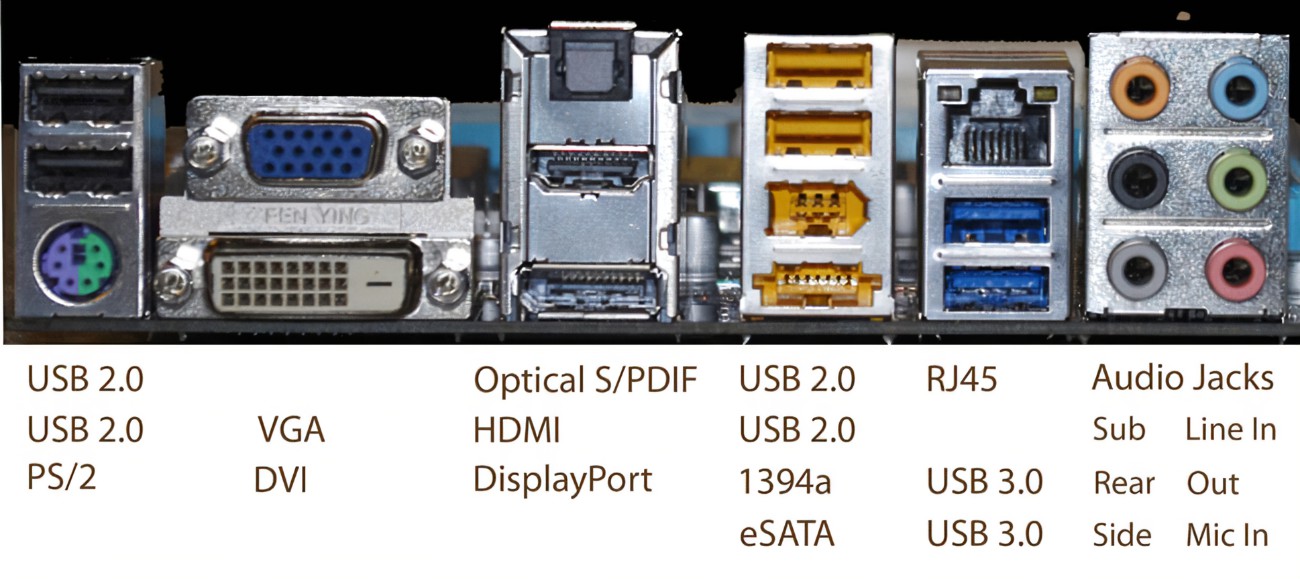 FEN YING
USB 2.0
USB 2.0
PS/2
VGA
DVI
Optical S/PDIF
HDMI
DisplayPort
USB 2.0
USB 2.0
1394a
eSATA
RJ45
USB 3.0
USB 3.0
Audio Jacks
Sub Line In
Rear Out
Side Mic In